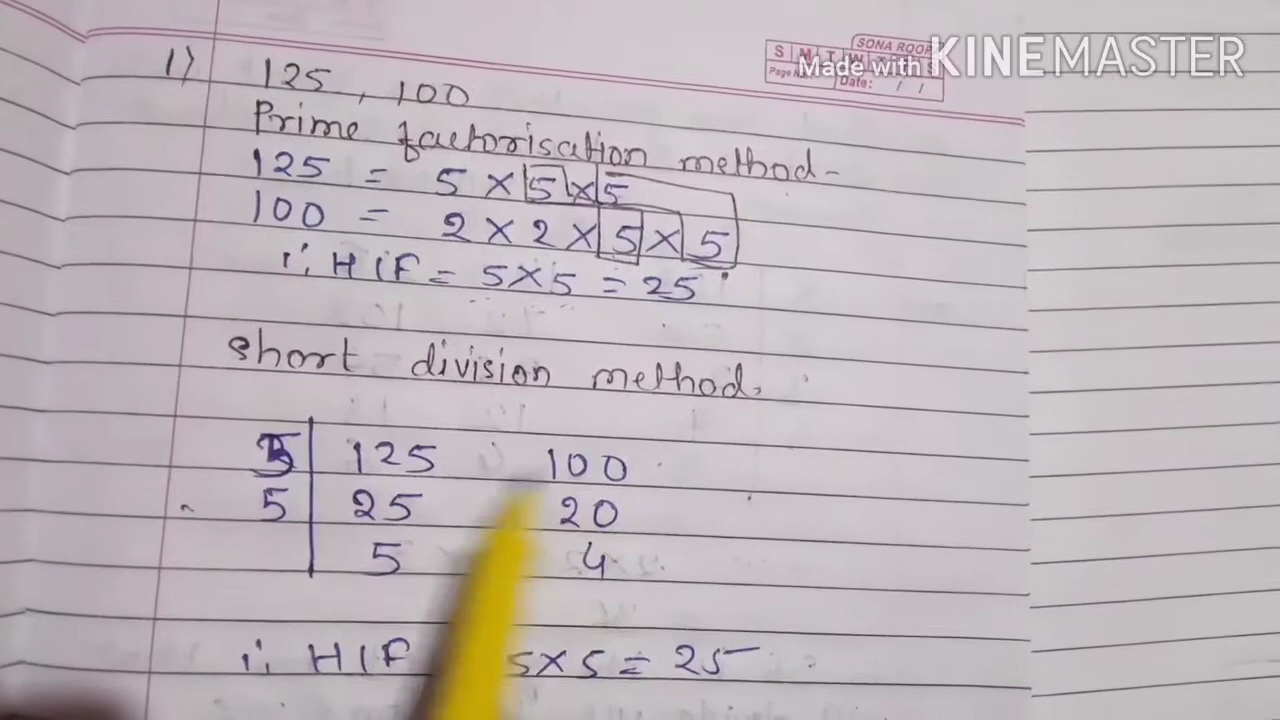 SONA ROOP
S M T W
Page N
Date: / /
Made with KINEMASTER
1) 125, 100
Prime factorisation method-
125 = 5 × 5 × 5
100 = 2 × 2 × 5 × 5
∴ HCF = 5×5 = 25
short division method.
5 125 100
5 25 20
5 4
∴ HCF 5×5 = 25